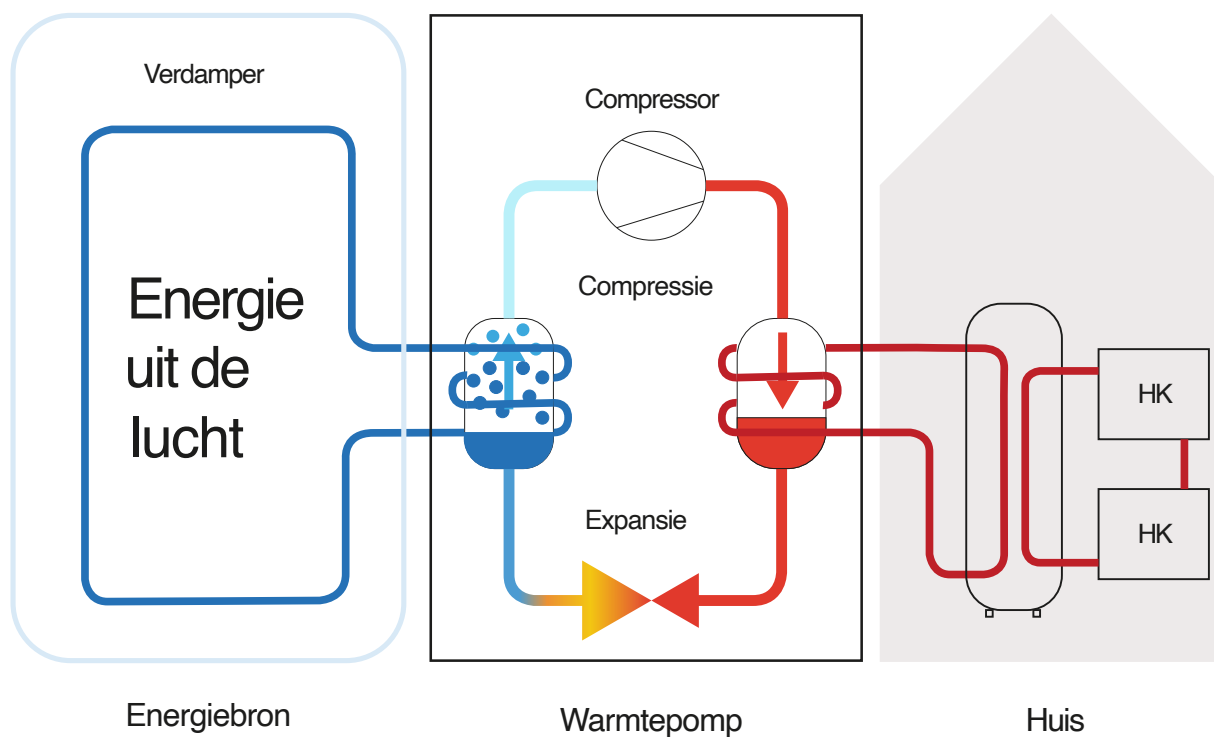 Verdamper
Energie
uit de
lucht
Energiebron
Compressor
Compressie
Expansie
Warmtepomp
HK
HK
Huis